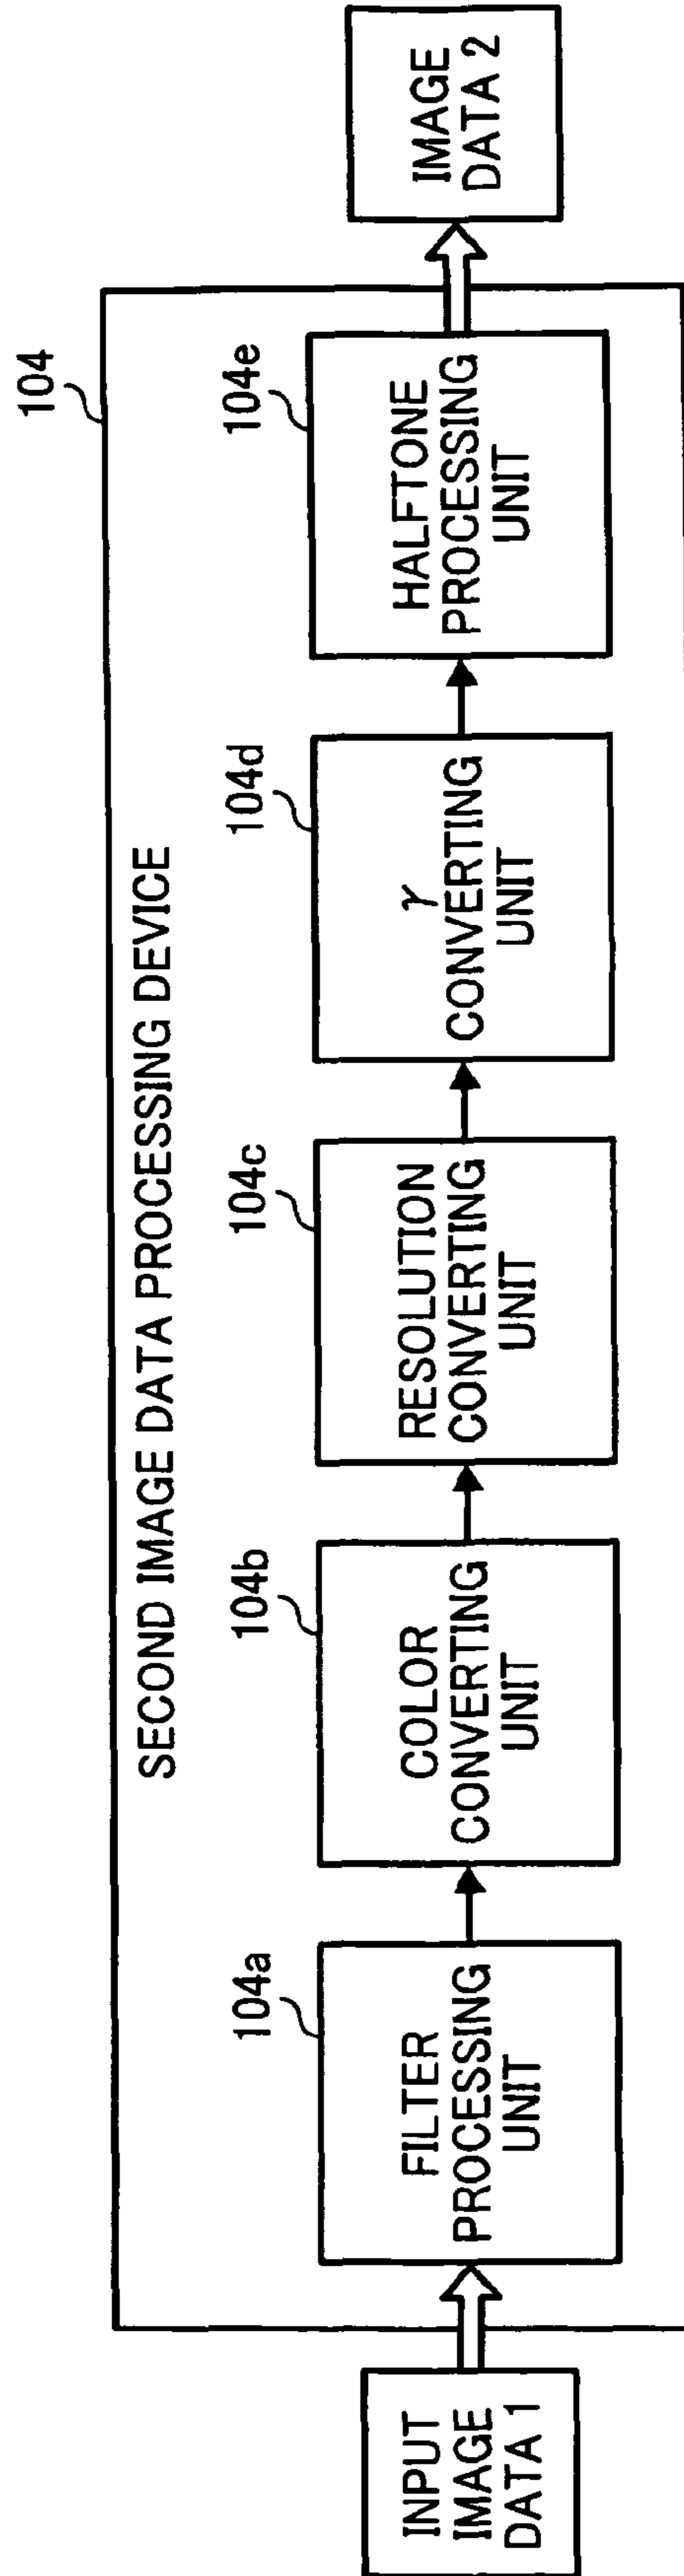 104
SECOND IMAGE DATA PROCESSING DEVICE
INPUT
IMAGE
DATA 1
104a
FILTER
PROCESSING
UNIT
104b
COLOR
CONVERTING
UNIT
104c
RESOLUTION
CONVERTING
UNIT
104d
γ
CONVERTING
UNIT
104e
HALFTONE
PROCESSING
UNIT
IMAGE
DATA 2